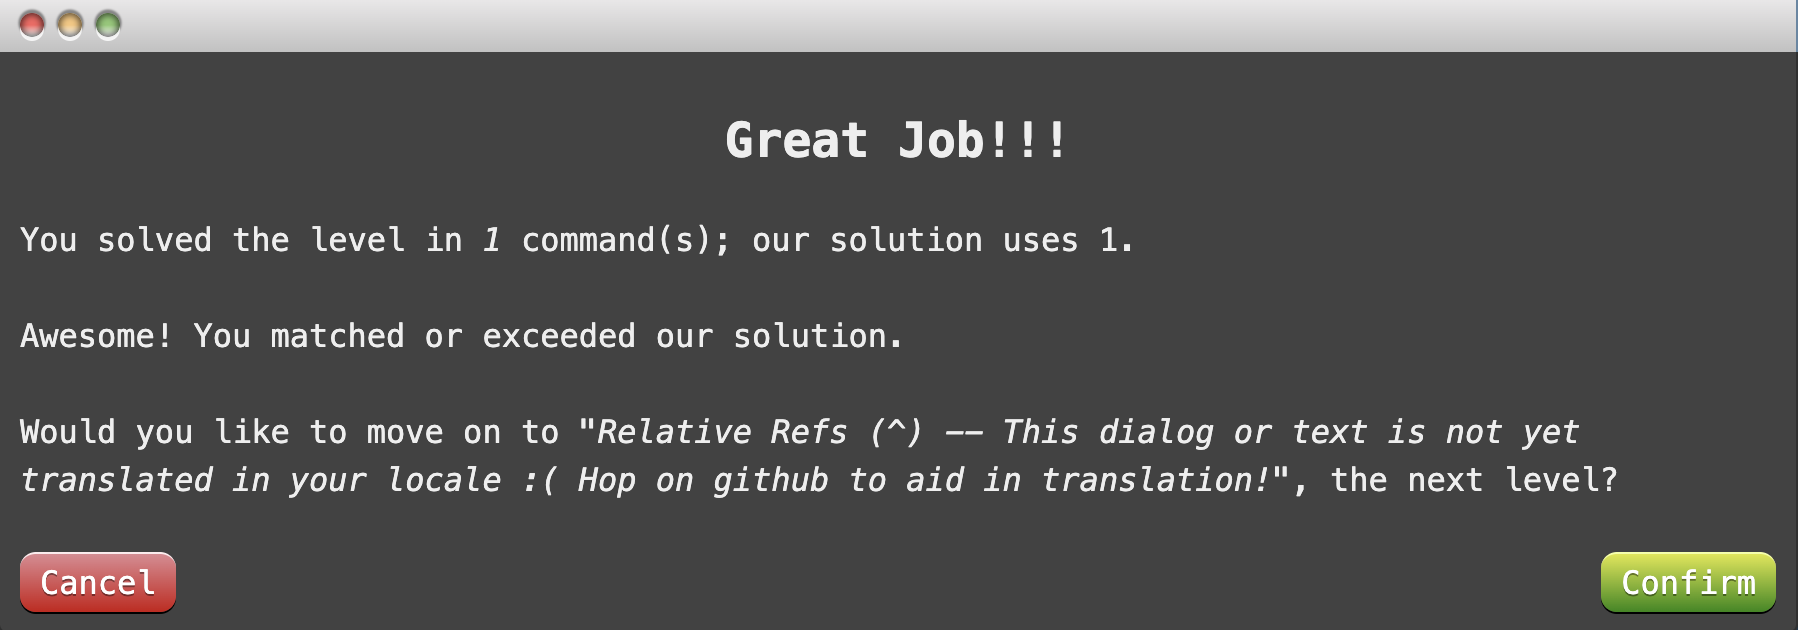 Great Job!!!
You solved the level in 1 command(s); our solution uses 1.
Awesome! You matched or exceeded our solution.
Would you like to move on to "Relative Refs (^) -- This dialog or text is not yet
translated in your locale :( Hop on github to aid in translation!", the next level?
Cancel
Confirm